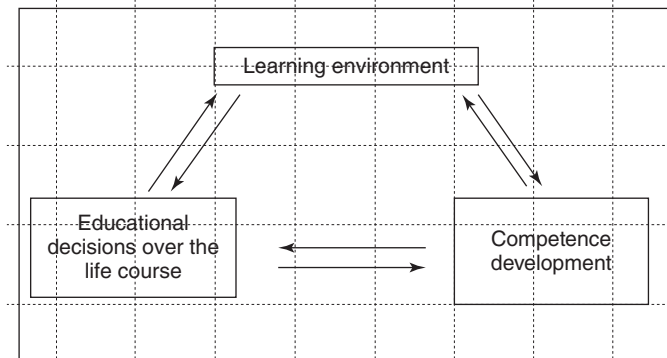 Learning environment
Educational
decisions over the
life course
Competence
development